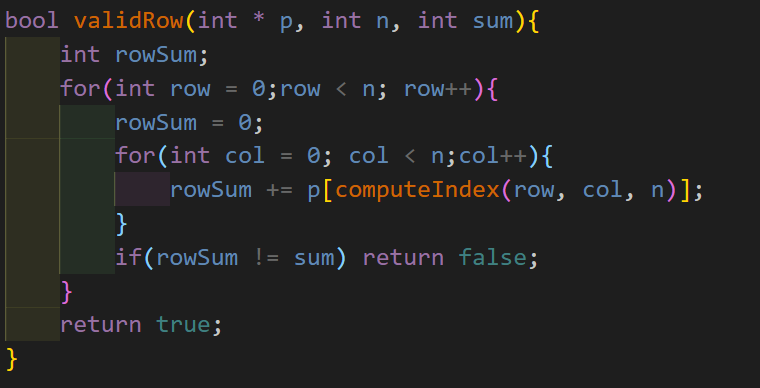 bool validRow(int * p, int n, int sum){
    int rowSum;
    for(int row = 0;row < n; row++){
        rowSum = 0;
        for(int col = 0; col < n;col++){
            rowSum += p[computeIndex(row, col, n)];
        }
        if(rowSum != sum) return false;
    }
    return true;
}